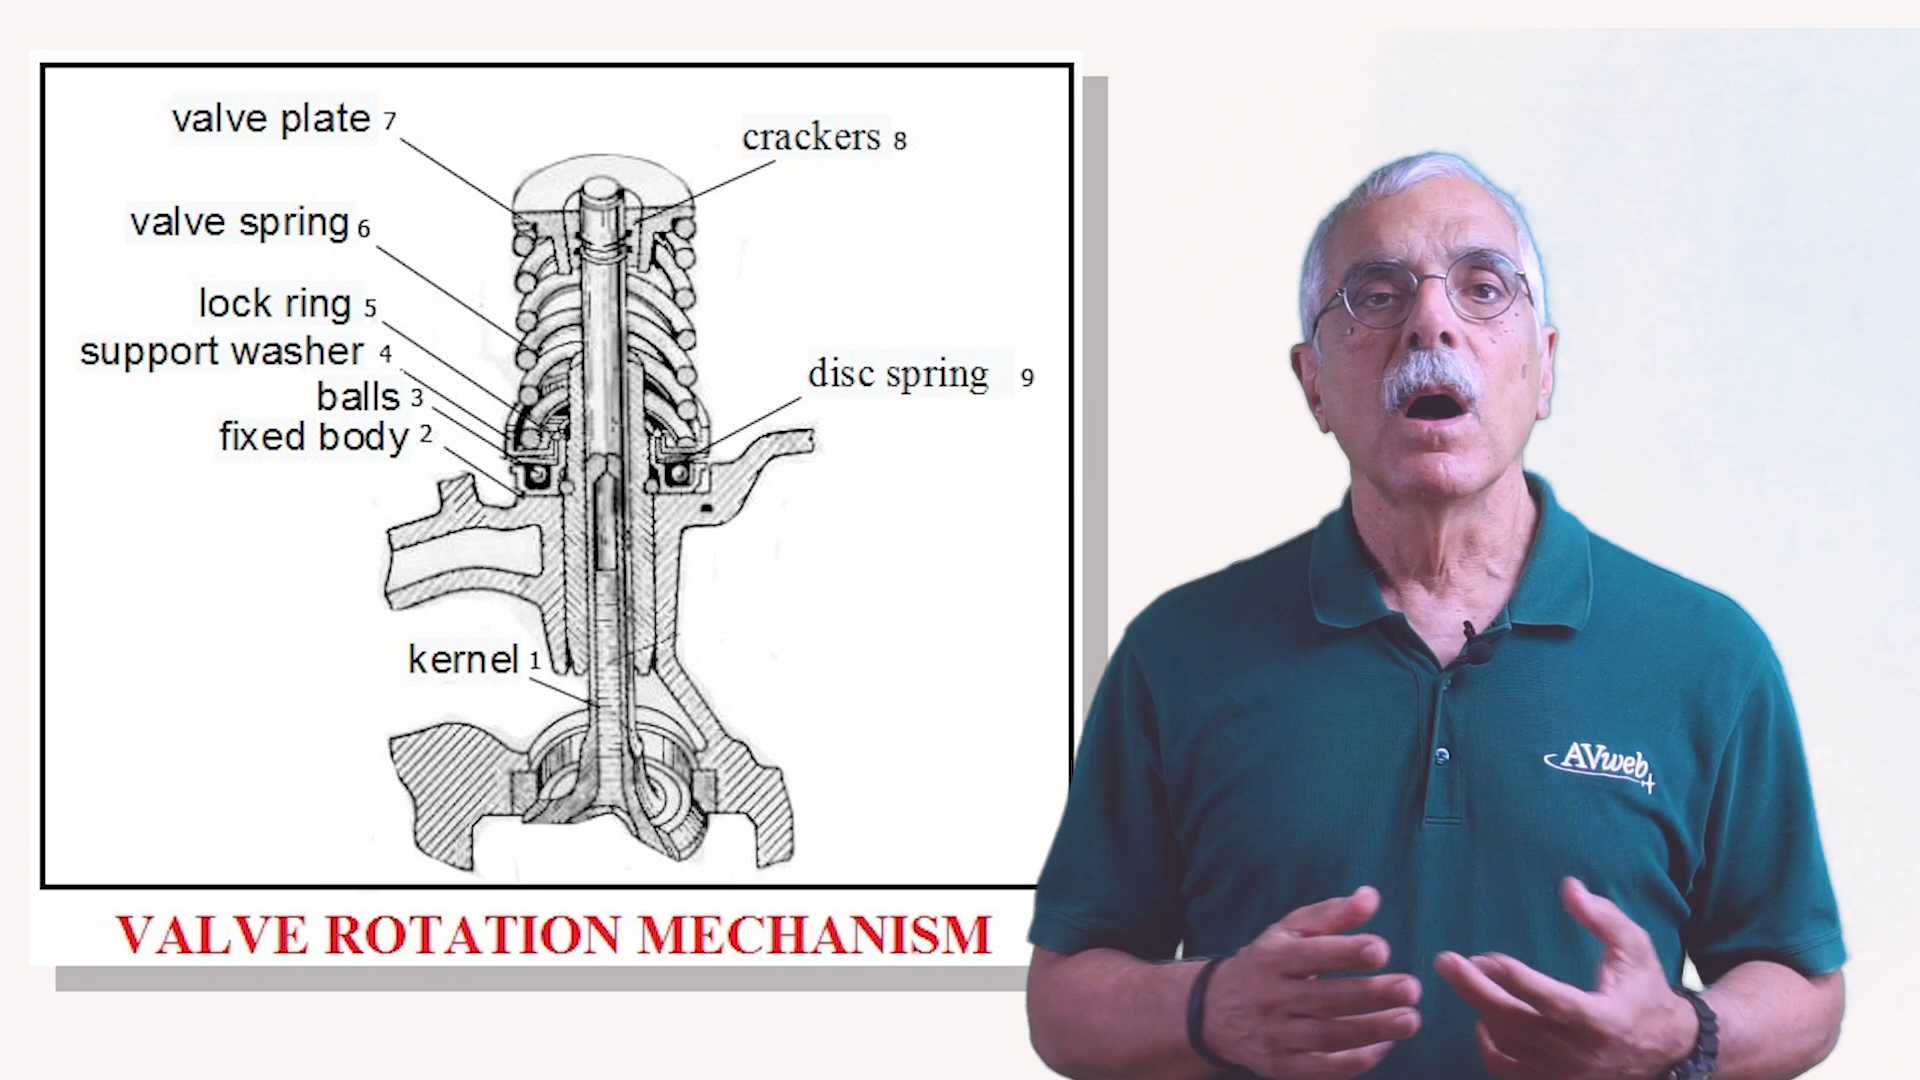 valve plate 7
crackers 8
valve spring 6
lock ring 5
support washer 4
disc spring 9
balls 3
fixed body 2
kernel 1
AVweb
VALVE ROTATION MECHANISM